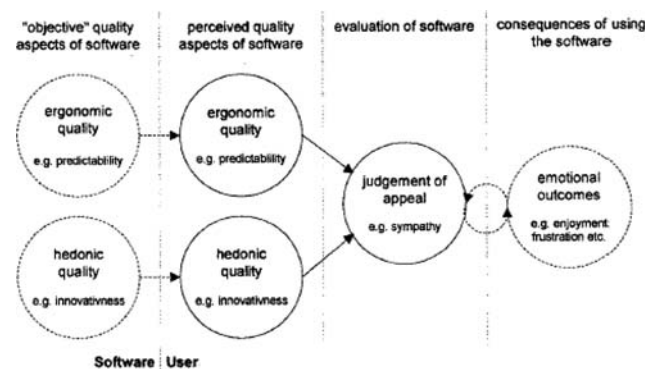 "objective" quality
aspects of software
perceived quality
aspects of software
evaluation of software
consequences of using
the software
ergonomic
quality
e.g. predictablility
ergonomic
quality
e.g. predictablility
judgement of
appeal
e.g. sympathy
emotional
outcomes
e.g. enjoyment:
frustration etc.
hedonic
quality
e.g. innovativness
hedonic
quality
e.g. innovativness
Software User